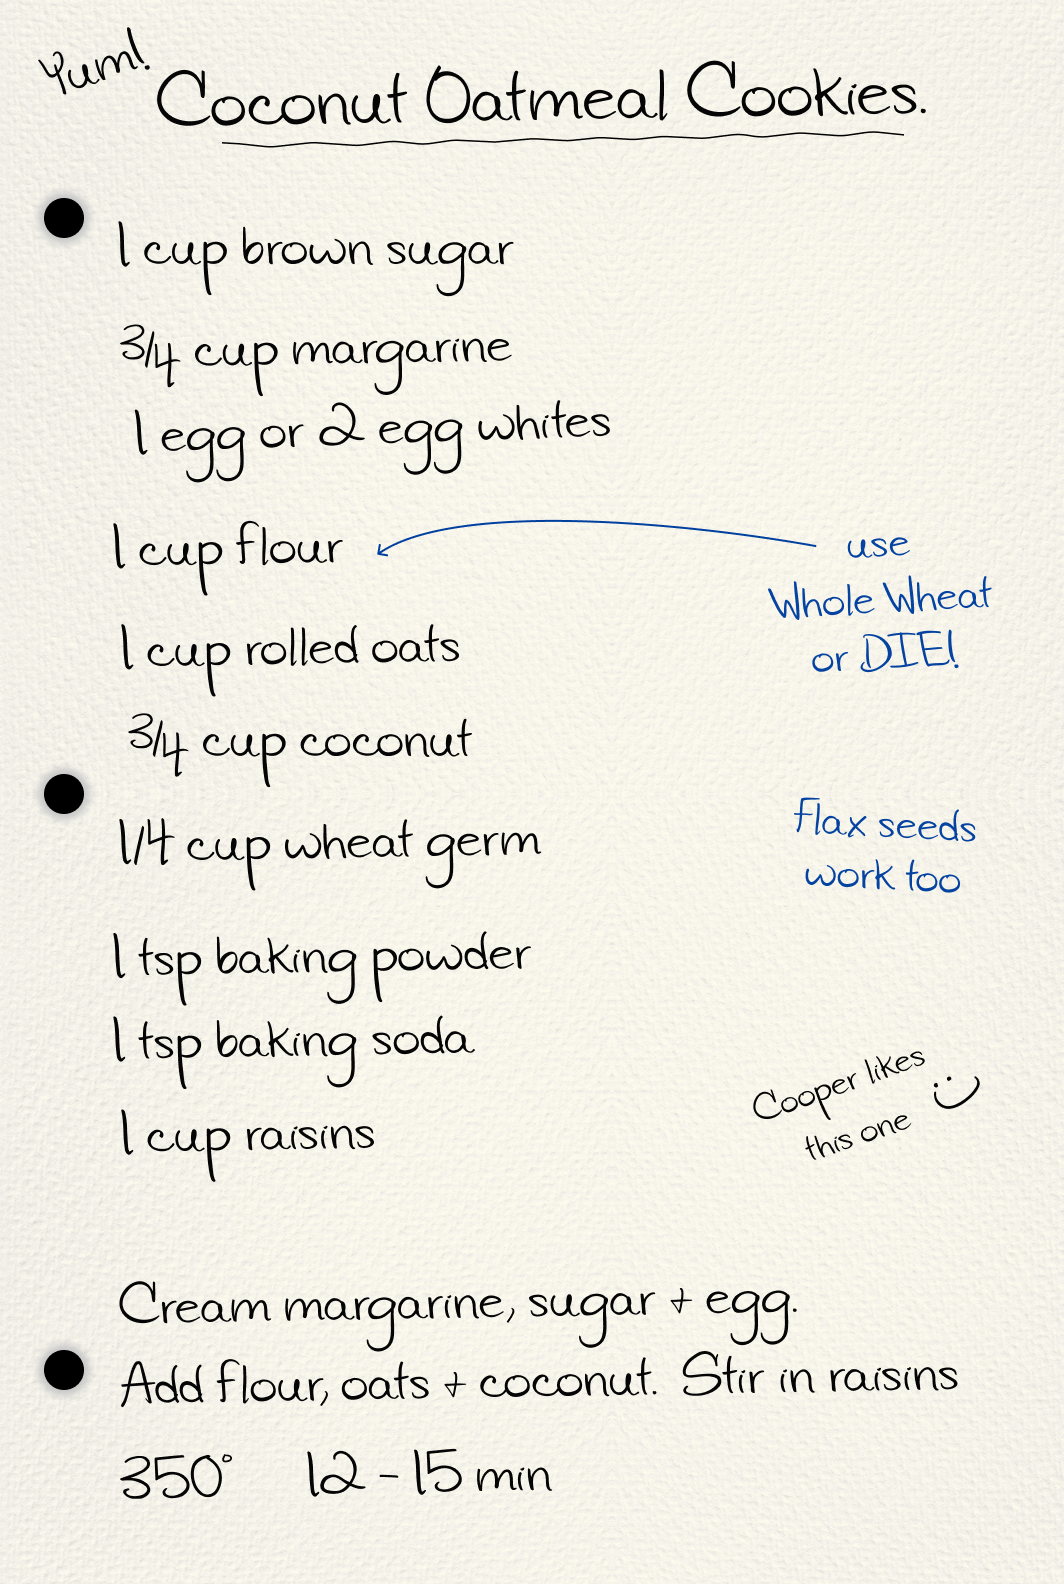 Yum!
Coconut Oatmeal Cookies.
1 cup brown sugar
3/4 cup margarine
1 egg or 2 egg whites
1 cup flour
use
Whole Wheat
or DIE!
1 cup rolled oats
3/4 cup coconut
1/4 cup wheat germ
flax seeds
work too
1 tsp baking powder
1 tsp baking soda
1 cup raisins
Cooper likes
this one
Cream margarine, sugar + egg.
Add flour, oats + coconut. Stir in raisins
350° 12 - 15 min